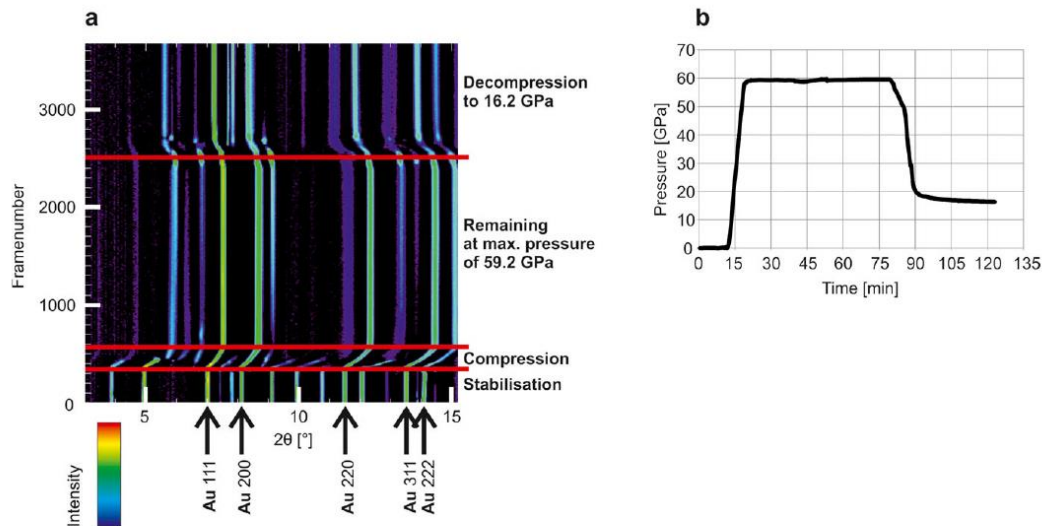 a
Framenumber
3000
2000
1000
0
5
10
15
2θ [°]
Decompression
to 16.2 GPa
Remaining
at max. pressure
of 59.2 GPa
Compression
Stabilisation
Intensity
Au 111
Au 200
Au 220
Au 311
Au 222
b
Pressure [GPa]
70
60
50
40
30
20
10
0
0 15 30 45 60 75 90 105 120 135
Time [min]